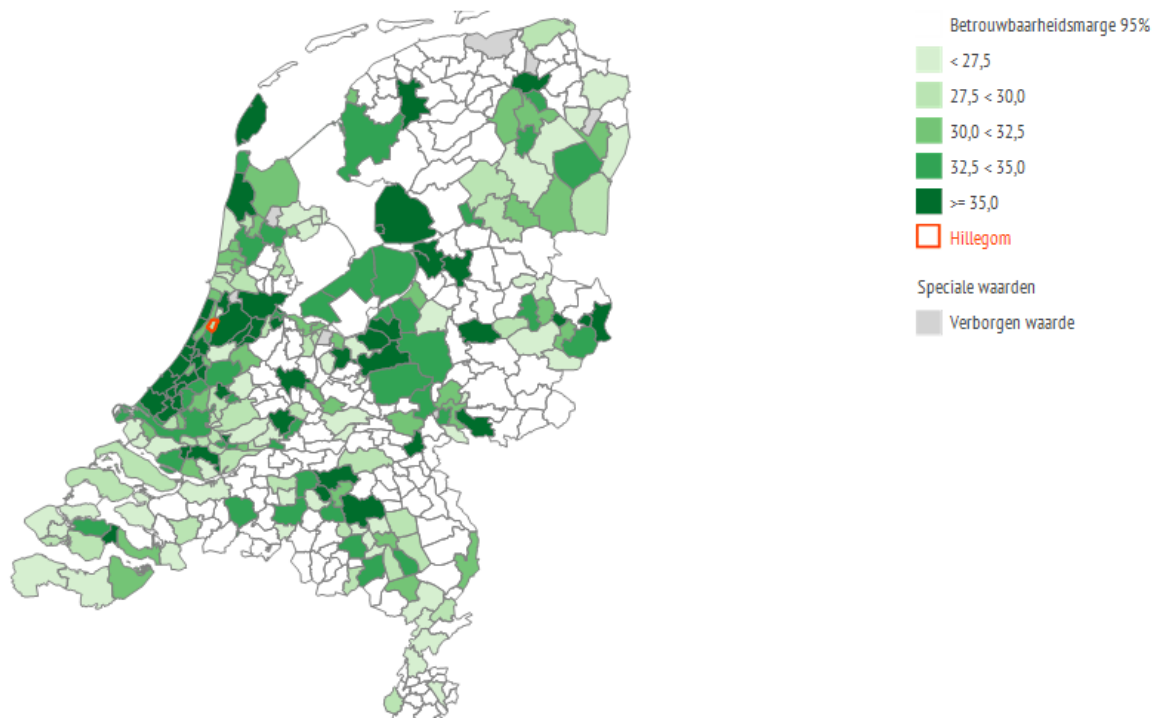 Betrouwbaarheidsmarge 95%
< 27,5
27,5 < 30,0
30,0 < 32,5
32,5 < 35,0
>= 35,0
Hillegom
Speciale waarden
Verborgen waarde